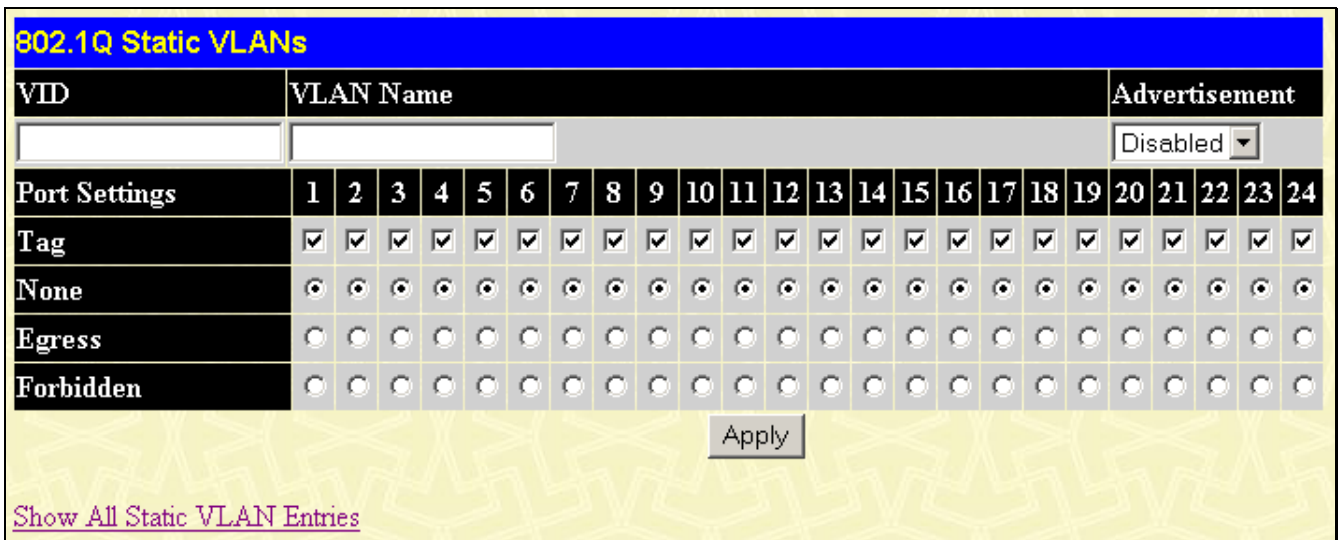 802.1Q Static VLANs
VID VLAN Name Advertisement
Disabled
Port Settings 1 2 3 4 5 6 7 8 9 10 11 12 13 14 15 16 17 18 19 20 21 22 23 24
Tag
None
Egress
Forbidden
Apply
Show All Static VLAN Entries